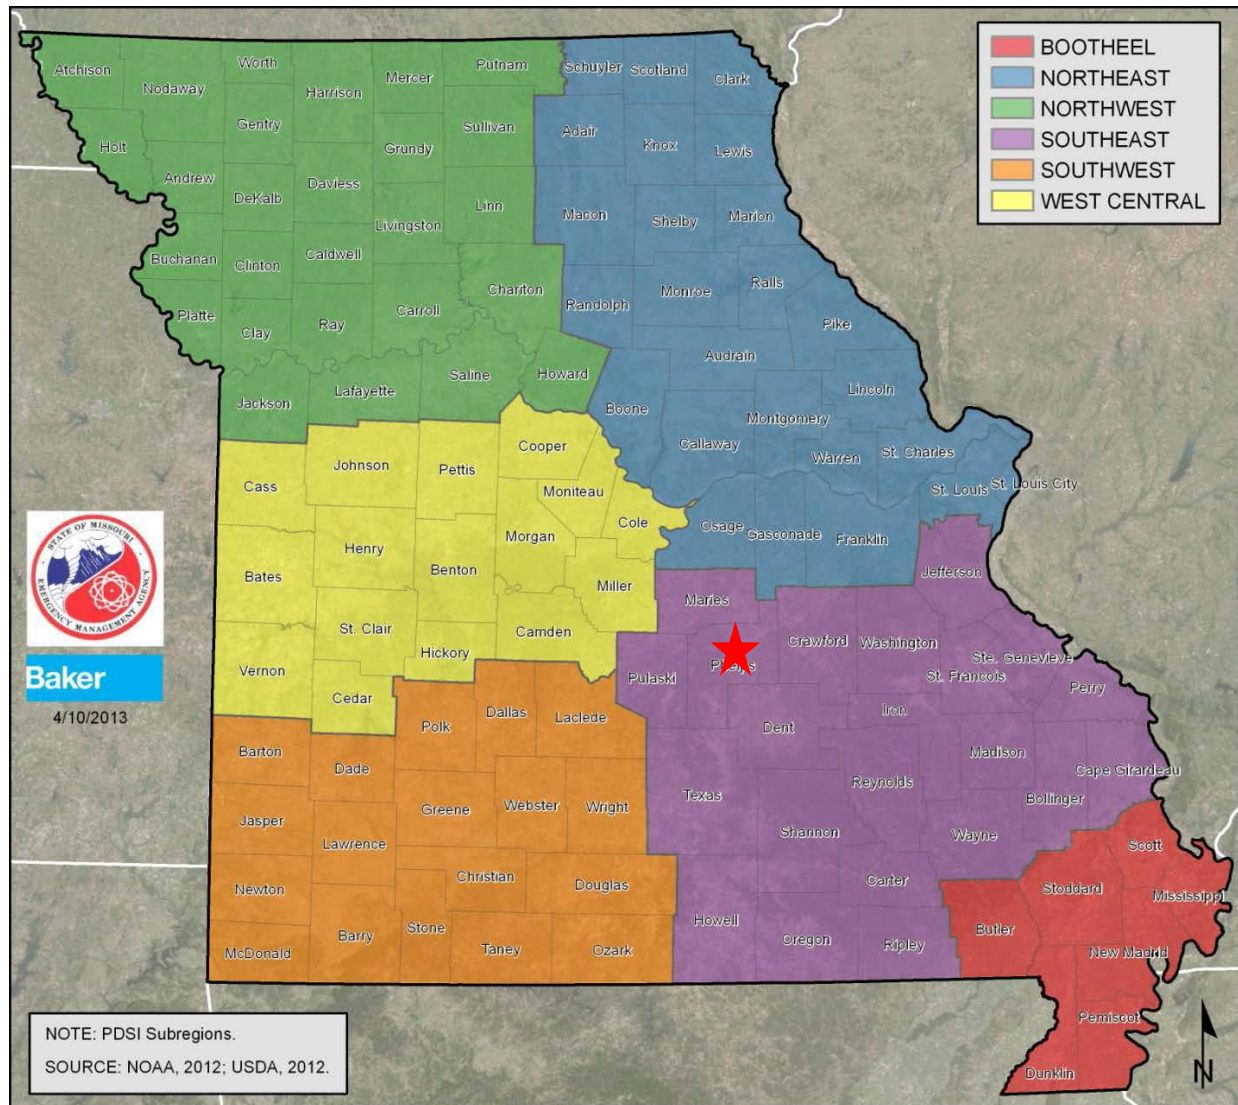 BOOTHEEL
NORTHEAST
NORTHWEST
SOUTHEAST
SOUTHWEST
WEST CENTRAL
Atchison
Nodaway
Worth
Harrison
Mercer
Putnam
Schuyler
Scotland
Clark
Holt
Gentry
Grundy
Sullivan
Adair
Knox
Lewis
Andrew
DeKalb
Daviess
Livingston
Linn
Macon
Shelby
Marion
Buchanan
Clinton
Caldwell
Chariton
Randolph
Monroe
Ralls
Platte
Clay
Ray
Carroll
Pike
Audrain
Jackson
Lafayette
Saline
Howard
Boone
Lincoln
Montgomery
Callaway
Warren
St. Charles
Cooper
Cass
Johnson
Pettis
Moniteau
St. Louis
St. Louis City
Cole
Osage
Gasconade
Franklin
Henry
Morgan
Bates
Benton
Miller
Jefferson
Maries
St. Clair
Camden
Hickory
Crawford
Washington
Ste. Genevieve
Phelps
Vernon
Pulaski
St. Francois
Perry
Cedar
Polk
Dallas
Laclede
Iron
Dent
Barton
Dade
Madison
Cape Girardeau
Reynolds
Texas
Bollinger
Greene
Webster
Wright
Jasper
Shannon
Wayne
Lawrence
Scott
Christian
Douglas
Newton
Carter
Stoddard
Mississippi
Barry
Stone
Howell
Butler
McDonald
Taney
Ozark
Oregon
Ripley
New Madrid
Pemiscot
Dunklin
STATE OF MISSOURI
EMERGENCY MANAGEMENT AGENCY
Baker
4/10/2013
NOTE: PDSI Subregions.
SOURCE: NOAA, 2012; USDA, 2012.
N